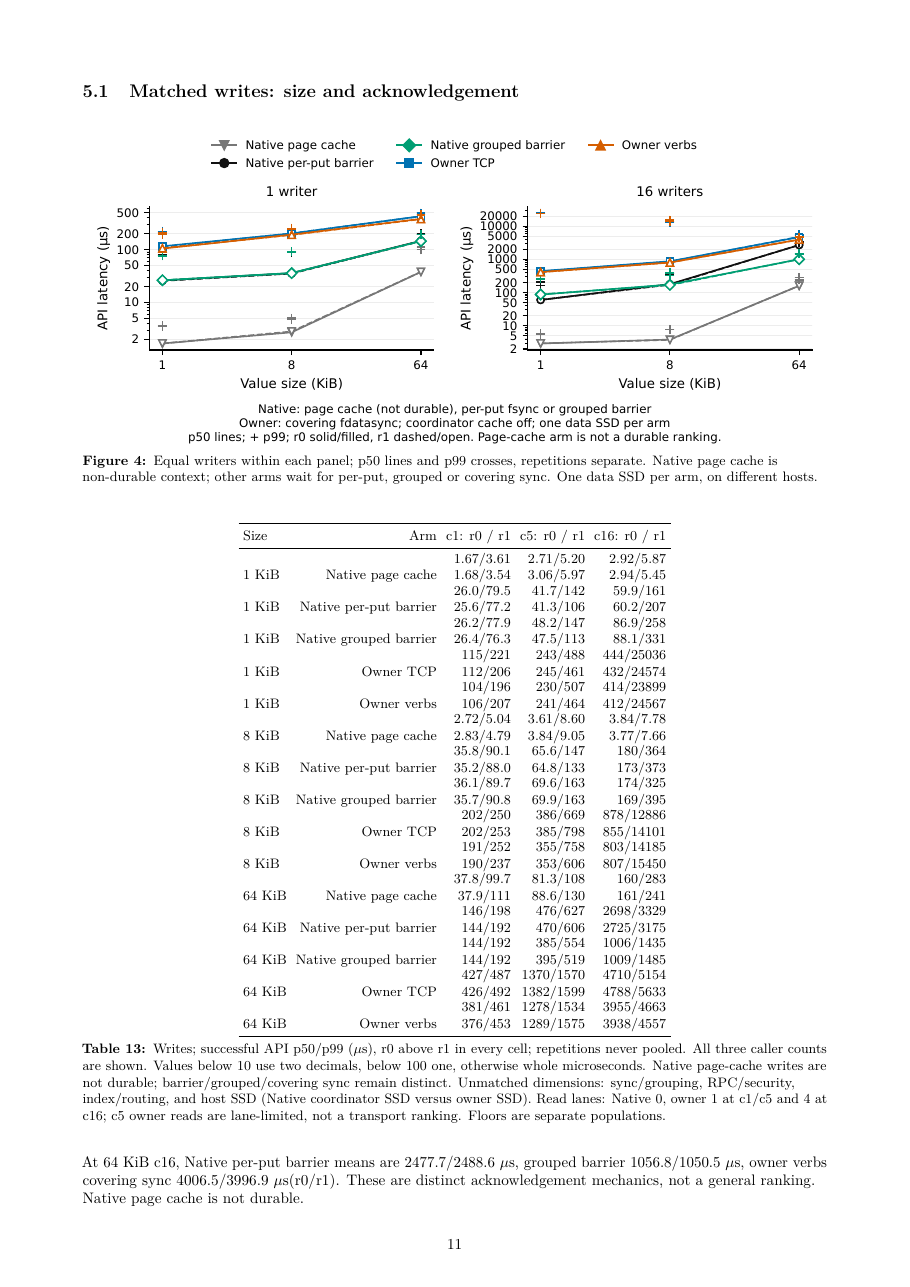 5.1 Matched writes: size and acknowledgement
Native page cache
Native per-put barrier
Native grouped barrier
Owner TCP
Owner verbs
1 writer
500
200
100
50
20
10
5
2
API latency (µs)
1
8
64
Value size (KiB)
16 writers
20000
10000
5000
2000
1000
500
200
100
50
20
10
5
2
API latency (µs)
1
8
64
Value size (KiB)
Native: page cache (not durable), per-put fsync or grouped barrier
Owner: covering fdatasync; coordinator cache off; one data SSD per arm
p50 lines; + p99; r0 solid/filled, r1 dashed/open. Page-cache arm is not a durable ranking.
Figure 4: Equal writers within each panel; p50 lines and p99 crosses, repetitions separate. Native page cache is
non-durable context; other arms wait for per-put, grouped or covering sync. One data SSD per arm, on different hosts.
Size Arm c1: r0 / r1 c5: r0 / r1 c16: r0 / r1
1.67/3.61 2.71/5.20 2.92/5.87
1 KiB Native page cache 1.68/3.54 3.06/5.97 2.94/5.45
26.0/79.5 41.7/142 59.9/161
1 KiB Native per-put barrier 25.6/77.2 41.3/106 60.2/207
26.2/77.9 48.2/147 86.9/258
1 KiB Native grouped barrier 26.4/76.3 47.5/113 88.1/331
115/221 243/488 444/25036
1 KiB Owner TCP 112/206 245/461 432/24574
104/196 230/507 414/23899
1 KiB Owner verbs 106/207 241/464 412/24567
2.72/5.04 3.61/8.60 3.84/7.78
8 KiB Native page cache 2.83/4.79 3.84/9.05 3.77/7.66
35.8/90.1 65.6/147 180/364
8 KiB Native per-put barrier 35.2/88.0 64.8/133 173/373
36.1/89.7 69.6/163 174/325
8 KiB Native grouped barrier 35.7/90.8 69.9/163 169/395
202/250 386/669 878/12886
8 KiB Owner TCP 202/253 385/798 855/14101
191/252 355/758 803/14185
8 KiB Owner verbs 190/237 353/606 807/15450
37.8/99.7 81.3/108 160/283
64 KiB Native page cache 37.9/111 88.6/130 161/241
146/198 476/627 2698/3329
64 KiB Native per-put barrier 144/192 470/606 2725/3175
144/192 385/554 1006/1435
64 KiB Native grouped barrier 144/192 395/519 1009/1485
427/487 1370/1570 4710/5154
64 KiB Owner TCP 426/492 1382/1599 4788/5633
381/461 1278/1534 3955/4663
64 KiB Owner verbs 376/453 1289/1575 3938/4557
Table 13: Writes; successful API p50/p99 (µs), r0 above r1 in every cell; repetitions never pooled. All three caller counts
are shown. Values below 10 use two decimals, below 100 one, otherwise whole microseconds. Native page-cache writes are
not durable; barrier/grouped/covering sync remain distinct. Unmatched dimensions: sync/grouping, RPC/security,
index/routing, and host SSD (Native coordinator SSD versus owner SSD). Read lanes: Native 0, owner 1 at c1/c5 and 4 at
c16; c5 owner reads are lane-limited, not a transport ranking. Floors are separate populations.
At 64 KiB c16, Native per-put barrier means are 2477.7/2488.6 µs, grouped barrier 1056.8/1050.5 µs, owner verbs
covering sync 4006.5/3996.9 µs(r0/r1). These are distinct acknowledgement mechanics, not a general ranking.
Native page cache is not durable.
11